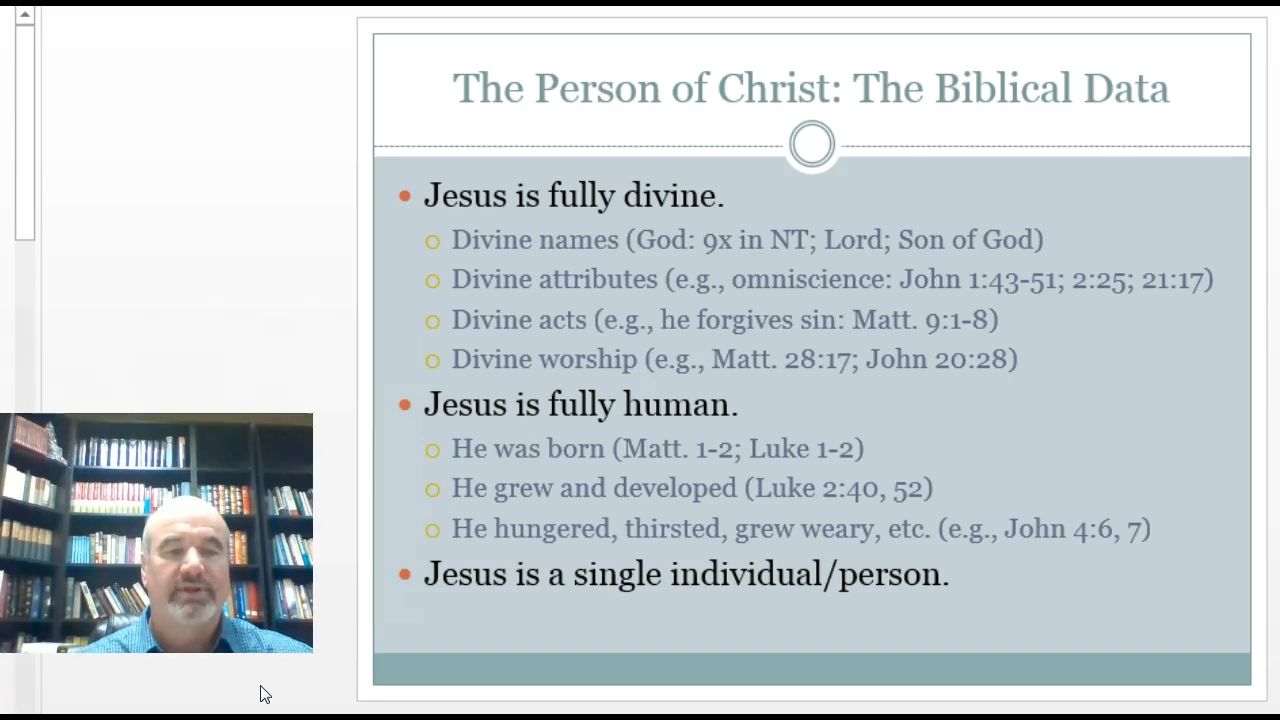 The Person of Christ: The Biblical Data
Jesus is fully divine.
Divine names (God: 9x in NT; Lord; Son of God)
Divine attributes (e.g., omniscience: John 1:43-51; 2:25; 21:17)
Divine acts (e.g., he forgives sin: Matt. 9:1-8)
Divine worship (e.g., Matt. 28:17; John 20:28)
Jesus is fully human.
He was born (Matt. 1-2; Luke 1-2)
He grew and developed (Luke 2:40, 52)
He hungered, thirsted, grew weary, etc. (e.g., John 4:6, 7)
Jesus is a single individual/person.